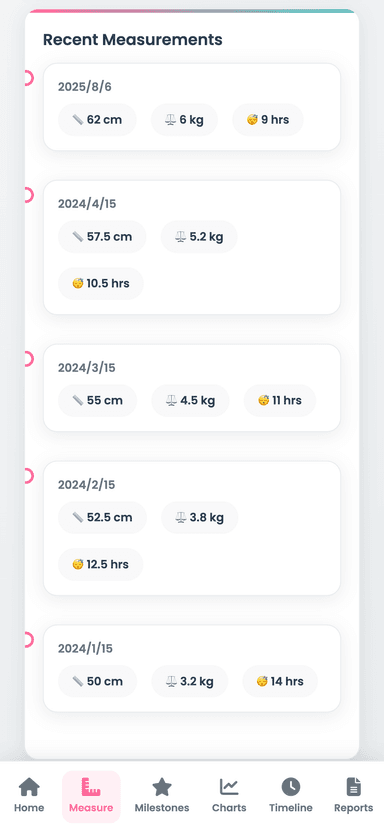 Recent Measurements
2025/8/6
62 cm 6 kg 9 hrs
2024/4/15
57.5 cm 5.2 kg
10.5 hrs
2024/3/15
55 cm 4.5 kg 11 hrs
2024/2/15
52.5 cm 3.8 kg
12.5 hrs
2024/1/15
50 cm 3.2 kg 14 hrs
Home Measure Milestones Charts Timeline Reports